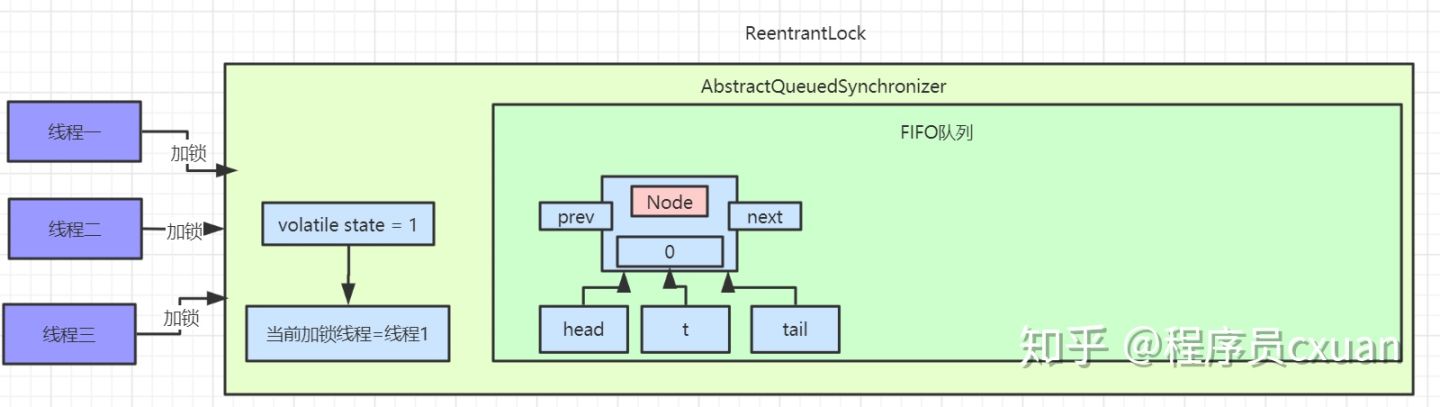 ReentrantLock
AbstractQueuedSynchronizer
FIFO队列
线程一
加锁
线程二
加锁
线程三
加锁
volatile state = 1
当前加锁线程=线程1
Node
prev
next
0
head
t
tail
知乎 @程序员cxuan